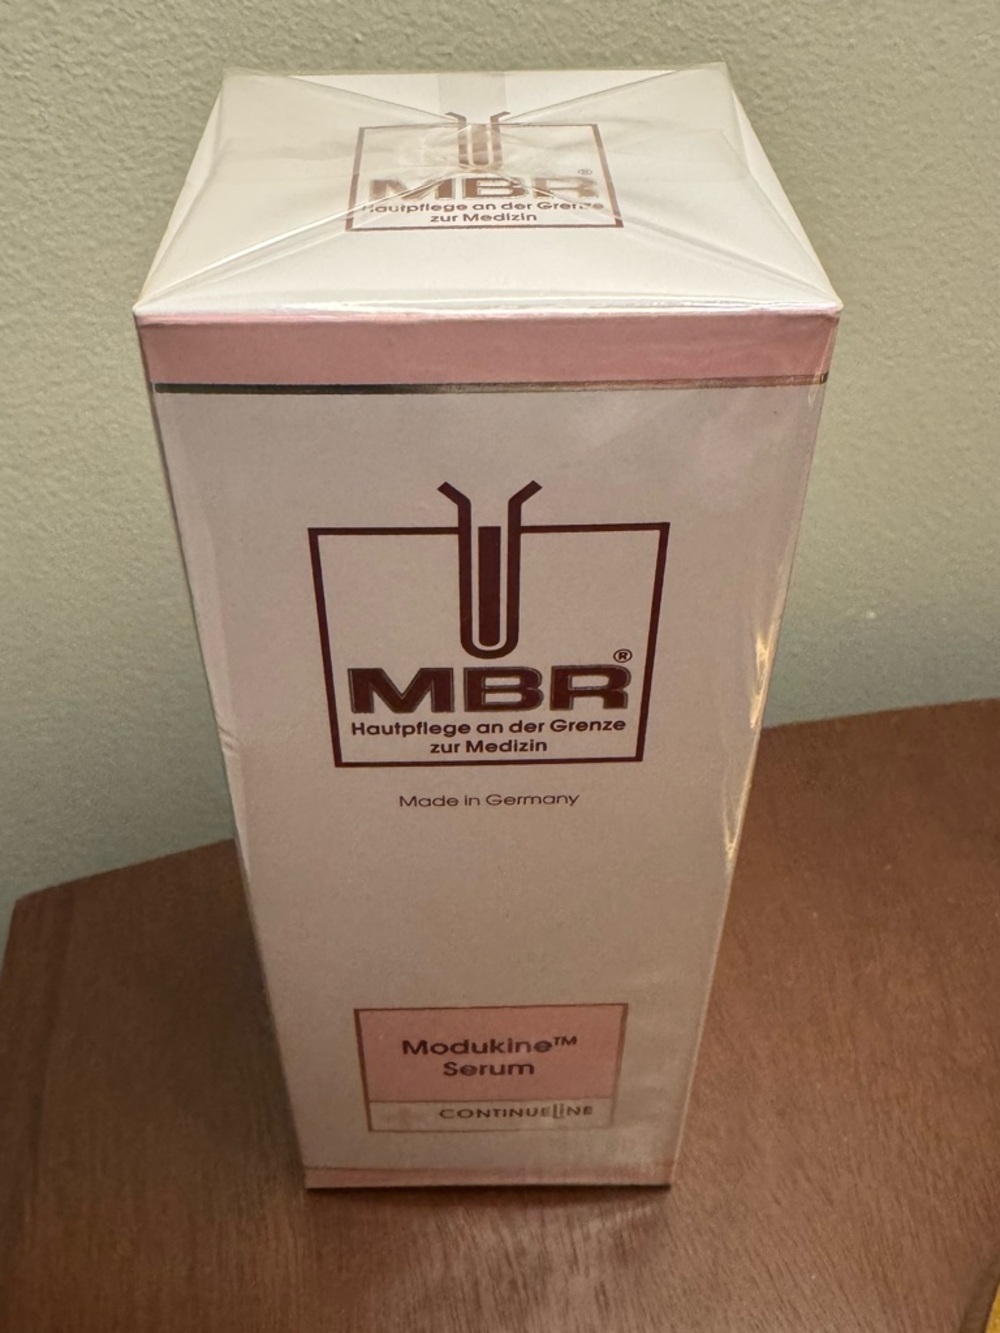 MBR®
Hautpflege an der Grenze
zur Medizin
MBR®
Hautpflege an der Grenze
zur Medizin
Made in Germany
Modukine™
Serum
CONTINUELINE